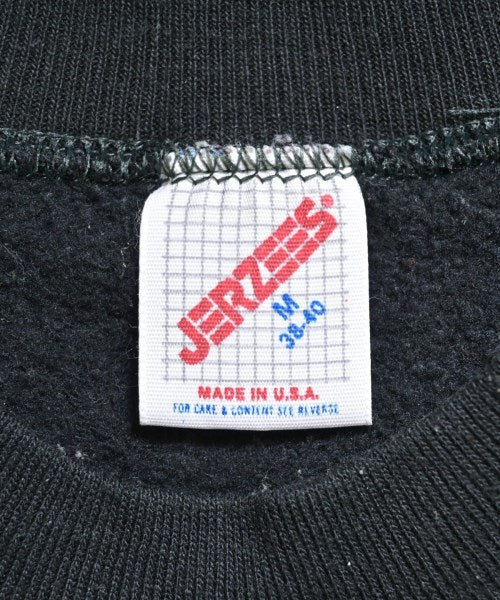 JERZEES®
M
38-40
MADE IN U.S.A.
FOR CARE & CONTENT SEE REVERSE